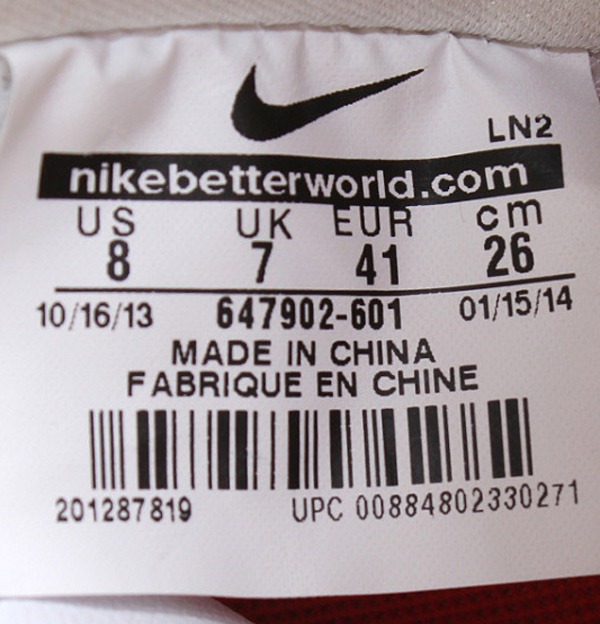 LN2
nikebetterworld.com
US UK EUR cm
8 7 41 26
10/16/13 647902-601 01/15/14
MADE IN CHINA
FABRIQUE EN CHINE
201287819 UPC 00884802330271